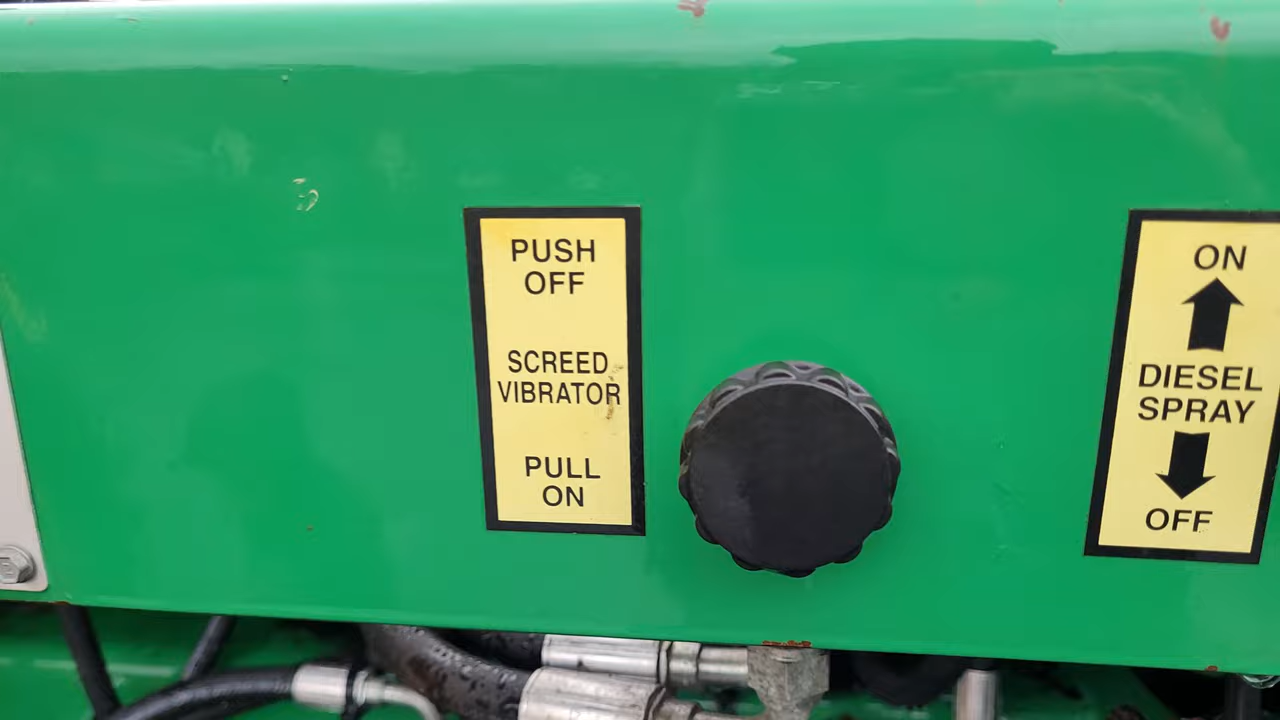 PUSH
OFF
SCREED
VIBRATOR
PULL
ON
ON
DIESEL
SPRAY
OFF